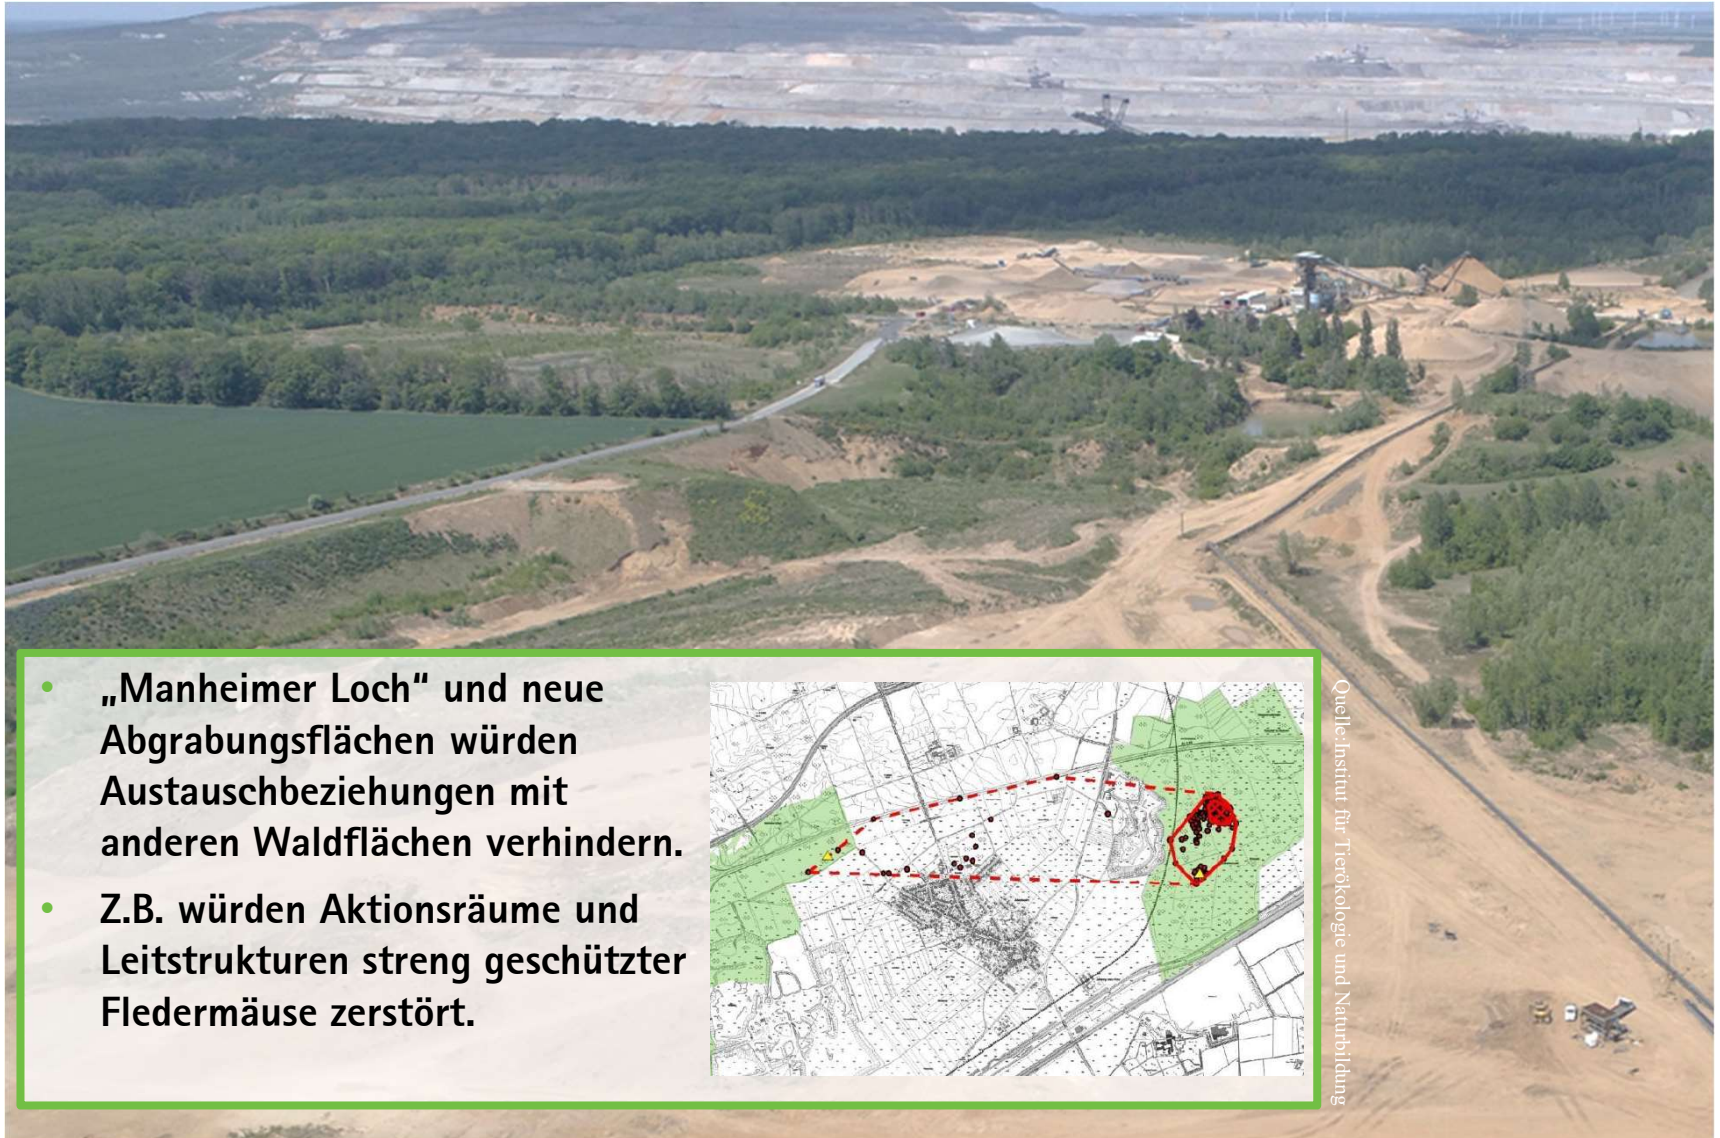 • „Manheimer Loch“ und neue
Abgrabungsflächen würden
Austauschbeziehungen mit
anderen Waldflächen verhindern.
• Z.B. würden Aktionsräume und
Leitstrukturen streng geschützter
Fledermäuse zerstört.
Quelle:Institut für Tierökologie und Naturbildung